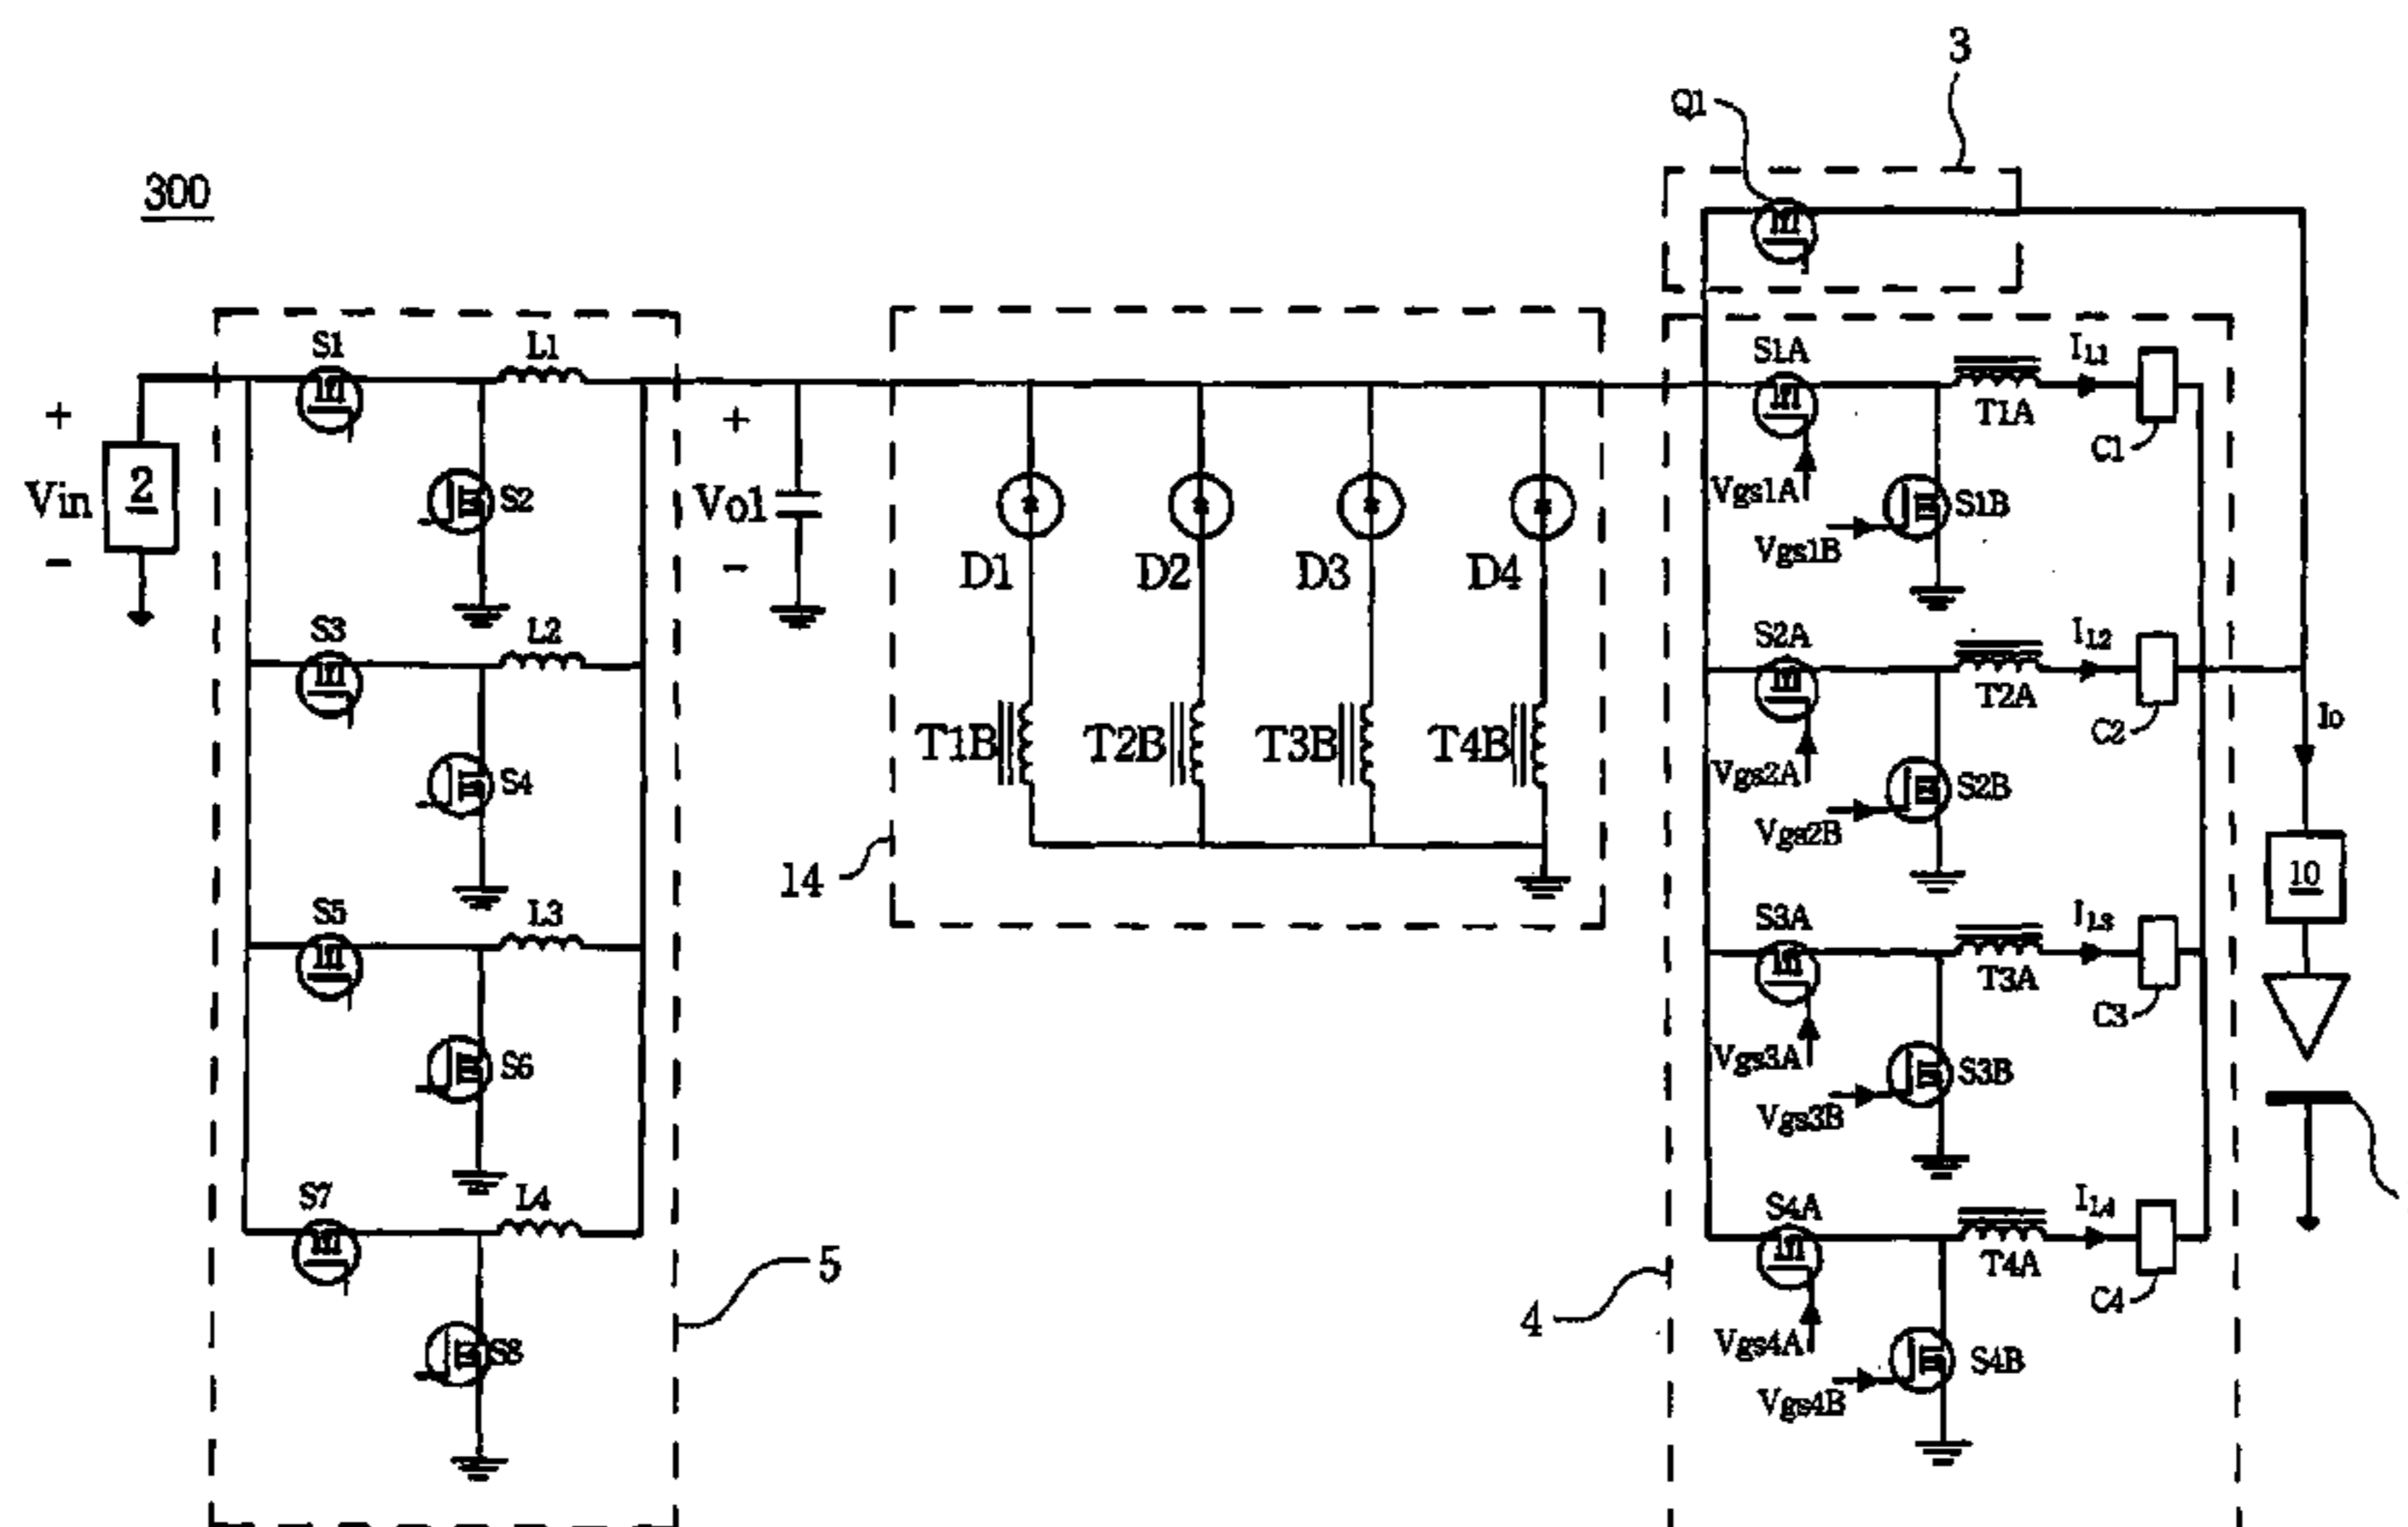 3
Q1
300
S1
L1
S1A
I_L1
T1A
C1
+
Vin
-
2
S2
+
Vo1
-
D1
D2
D3
D4
Vgs1A
S1B
Vgs1B
S3
L2
S2A
I_L2
T2A
C2
Io
T1B
T2B
T3B
T4B
S4
Vgs2A
S2B
Vgs2B
14
10
S5
L3
S3A
I_L3
T3A
C3
S6
Vgs3A
S3B
Vgs3B
S7
L4
S4A
I_L4
T4A
C4
5
4
S8
Vgs4A
S4B
Vgs4B